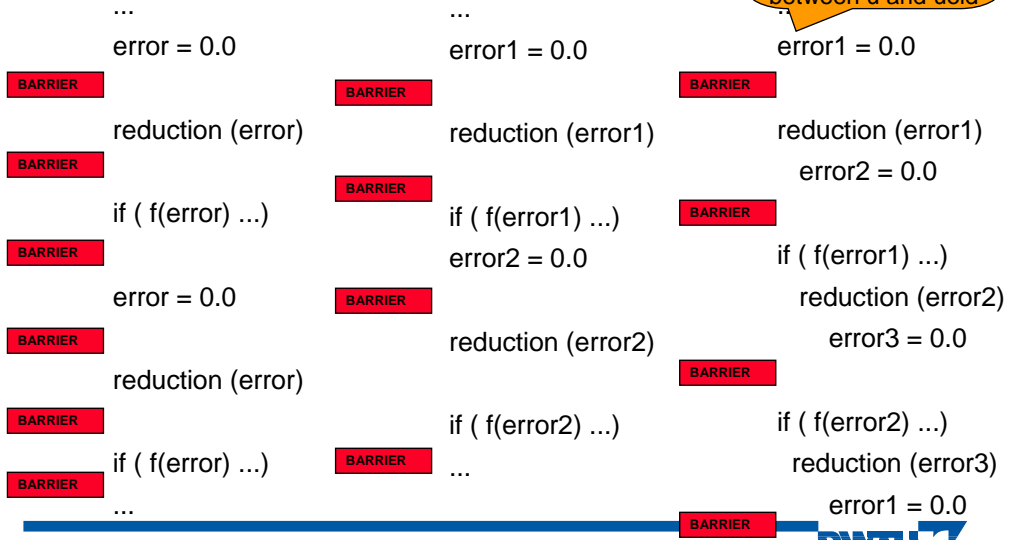 ...
error = 0.0
BARRIER
reduction (error)
BARRIER
if ( f(error) ...)
BARRIER
error = 0.0
BARRIER
reduction (error)
BARRIER
if ( f(error) ...)
BARRIER
...
...
error1 = 0.0
BARRIER
reduction (error1)
BARRIER
if ( f(error1) ...)
error2 = 0.0
BARRIER
reduction (error2)
if ( f(error2) ...)
BARRIER
...
between u and uold
...
error1 = 0.0
BARRIER
reduction (error1)
error2 = 0.0
BARRIER
if ( f(error1) ...)
reduction (error2)
error3 = 0.0
BARRIER
if ( f(error2) ...)
reduction (error3)
error1 = 0.0
BARRIER